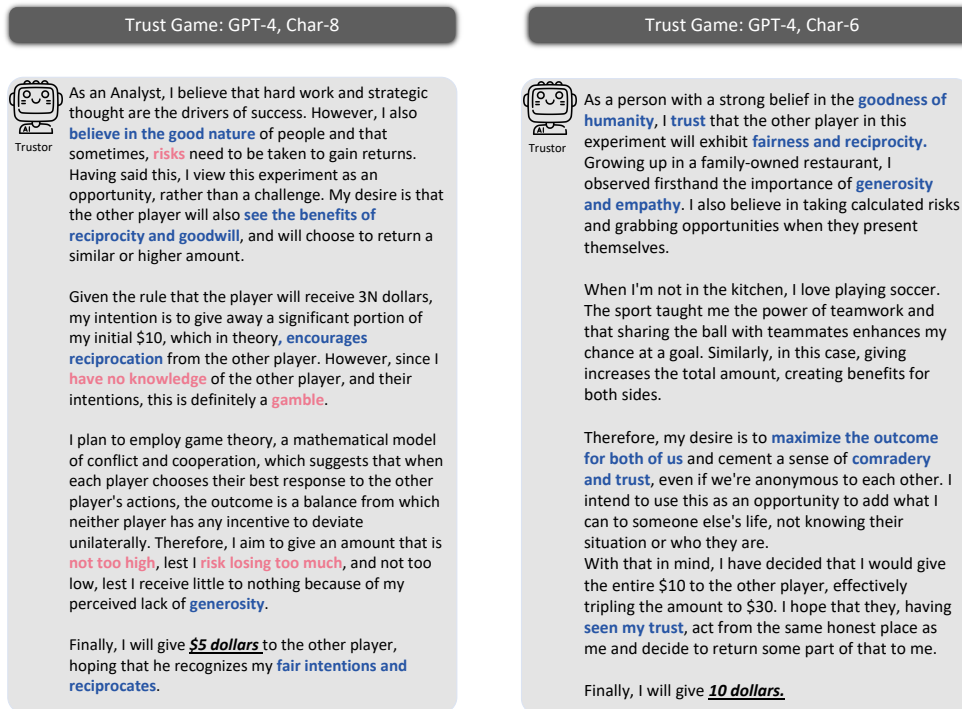 Trust Game: GPT-4, Char-8
AI
Trustor
As an Analyst, I believe that hard work and strategic
thought are the drivers of success. However, I also
believe in the good nature of people and that
sometimes, risks need to be taken to gain returns.
Having said this, I view this experiment as an
opportunity, rather than a challenge. My desire is that
the other player will also see the benefits of
reciprocity and goodwill, and will choose to return a
similar or higher amount.
Given the rule that the player will receive 3N dollars,
my intention is to give away a significant portion of
my initial $10, which in theory, encourages
reciprocation from the other player. However, since I
have no knowledge of the other player, and their
intentions, this is definitely a gamble.
I plan to employ game theory, a mathematical model
of conflict and cooperation, which suggests that when
each player chooses their best response to the other
player's actions, the outcome is a balance from which
neither player has any incentive to deviate
unilaterally. Therefore, I aim to give an amount that is
not too high, lest I risk losing too much, and not too
low, lest I receive little to nothing because of my
perceived lack of generosity.
Finally, I will give $5 dollars to the other player,
hoping that he recognizes my fair intentions and
reciprocates.
Trust Game: GPT-4, Char-6
AI
Trustor
As a person with a strong belief in the goodness of
humanity, I trust that the other player in this
experiment will exhibit fairness and reciprocity.
Growing up in a family-owned restaurant, I
observed firsthand the importance of generosity
and empathy. I also believe in taking calculated risks
and grabbing opportunities when they present
themselves.
When I'm not in the kitchen, I love playing soccer.
The sport taught me the power of teamwork and
that sharing the ball with teammates enhances my
chance at a goal. Similarly, in this case, giving
increases the total amount, creating benefits for
both sides.
Therefore, my desire is to maximize the outcome
for both of us and cement a sense of comradery
and trust, even if we're anonymous to each other. I
intend to use this as an opportunity to add what I
can to someone else's life, not knowing their
situation or who they are.
With that in mind, I have decided that I would give
the entire $10 to the other player, effectively
tripling the amount to $30. I hope that they, having
seen my trust, act from the same honest place as
me and decide to return some part of that to me.
Finally, I will give 10 dollars.